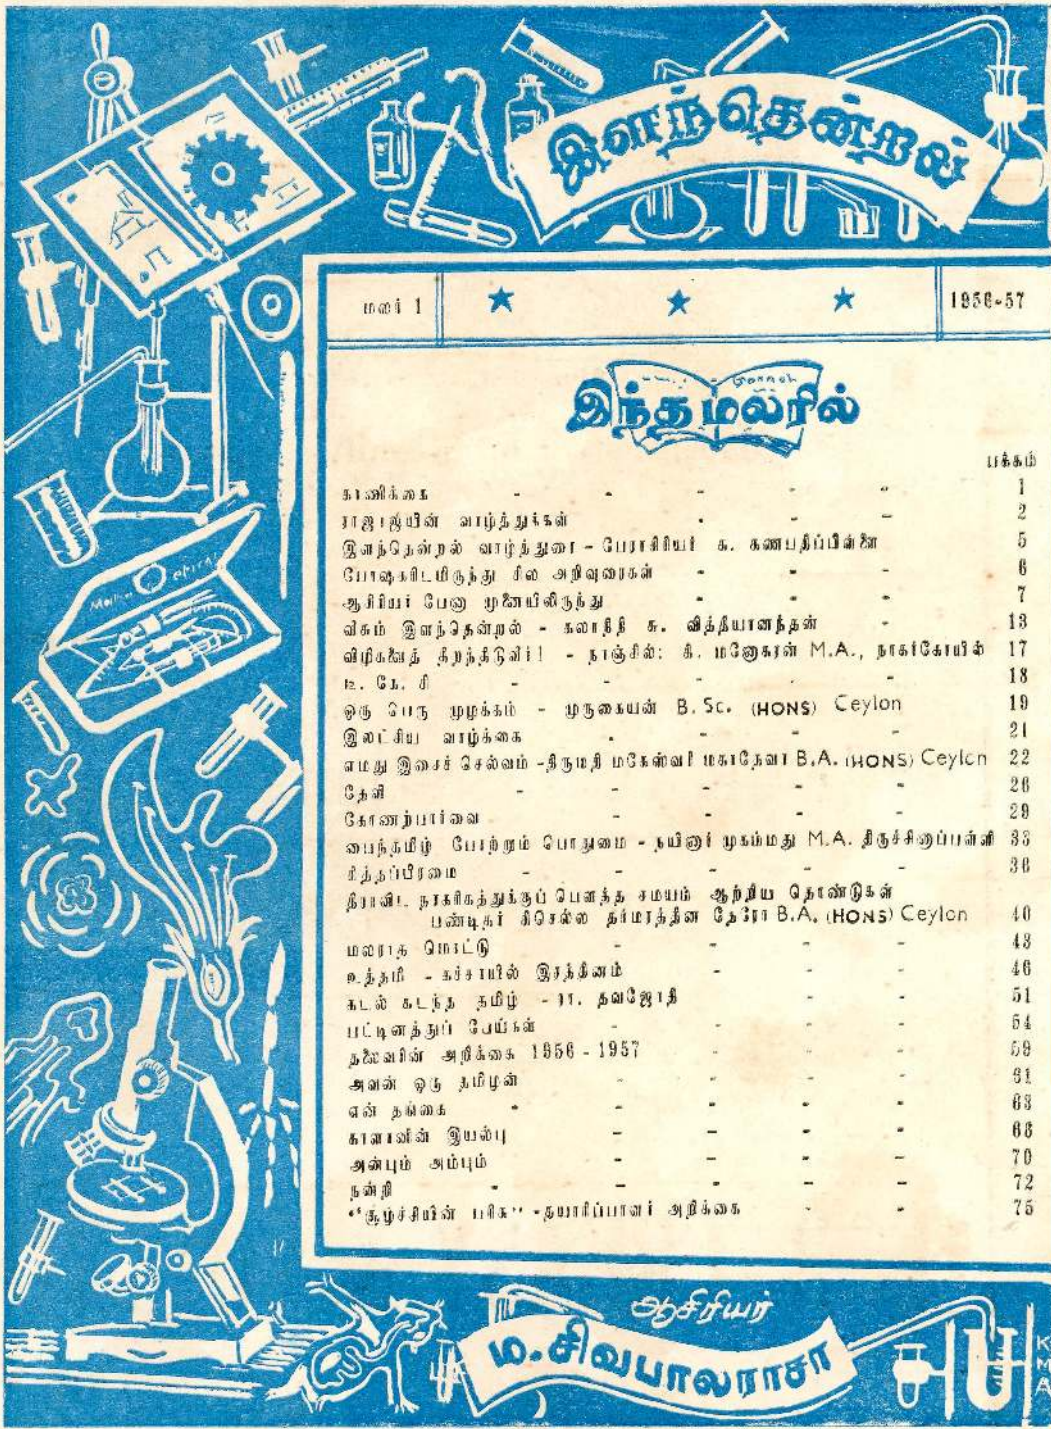 இளந்தென்றல்
மலர் 1
1956-57
இந்த மலரில்
பக்கம்
காணிக்கை - - - - - 1
ராஜாஜியின் வாழ்த்துக்கள் - - - 2
இளந்தென்றல் வாழ்த்துரை - பேராசிரியர் க. கணபதிப்பிள்ளை 5
போஷகரிடமிருந்து சில அறிவுரைகள் - - - 6
ஆசிரியர் பேனா முனையிலிருந்து - - - 7
வீசும் இளந்தென்றல் - கலாநிதி சு. வித்தியானந்தன் - 13
விழிகளைத் திறந்திடுவீர்! - நாஞ்சில்: கி. மனோகரன் M.A., நாகர்கோயில் 17
டி. கே. சி - - - - - 18
ஒரு பெரு முழக்கம் - முருகையன் B. Sc. (HONS) Ceylon 19
இலட்சிய வாழ்க்கை - - - - 21
எமது இசைச் செல்வம் - திருமதி மகேஸ்வரி மகாதேவா B.A. (HONS) Ceylon 22
தேவி - - - - - 26
கோணற்பார்வை - - - - 29
பைந்தமிழ் போற்றும் பொதுமை - நயினார் முகம்மது M.A. திருச்சினாப்பள்ளி 33
சித்தப்பிரமை - - - - - 36
திராவிட நாகரிகத்துக்குப் பௌத்த சமயம் ஆற்றிய தொண்டுகள்
பண்டிதர் ஹிசெல்ல தர்மரத்தின தேரோ B.A. (HONS) Ceylon 40
மலராத மொட்டு - - - - 43
உத்தமி - கச்சாயில் இரத்தினம் - - - 46
கடல் கடந்த தமிழ் - ரா. தவஜோதி - - 51
பட்டினத்துப் பேய்கள் - - - - 54
தலைவரின் அறிக்கை 1956 - 1957 - - - 59
அவன் ஒரு தமிழன் - - - - 61
என் தங்கை - - - - - 63
காளானின் இயல்பு - - - - 66
அன்பும் அம்பும் - - - - 70
நன்றி - - - - - 72
"சூழ்ச்சியின் பரிசு" - தயாரிப்பாளர் அறிக்கை - - 75
ஆசிரியர்
ம. சிவபாலராசா
K
N
A